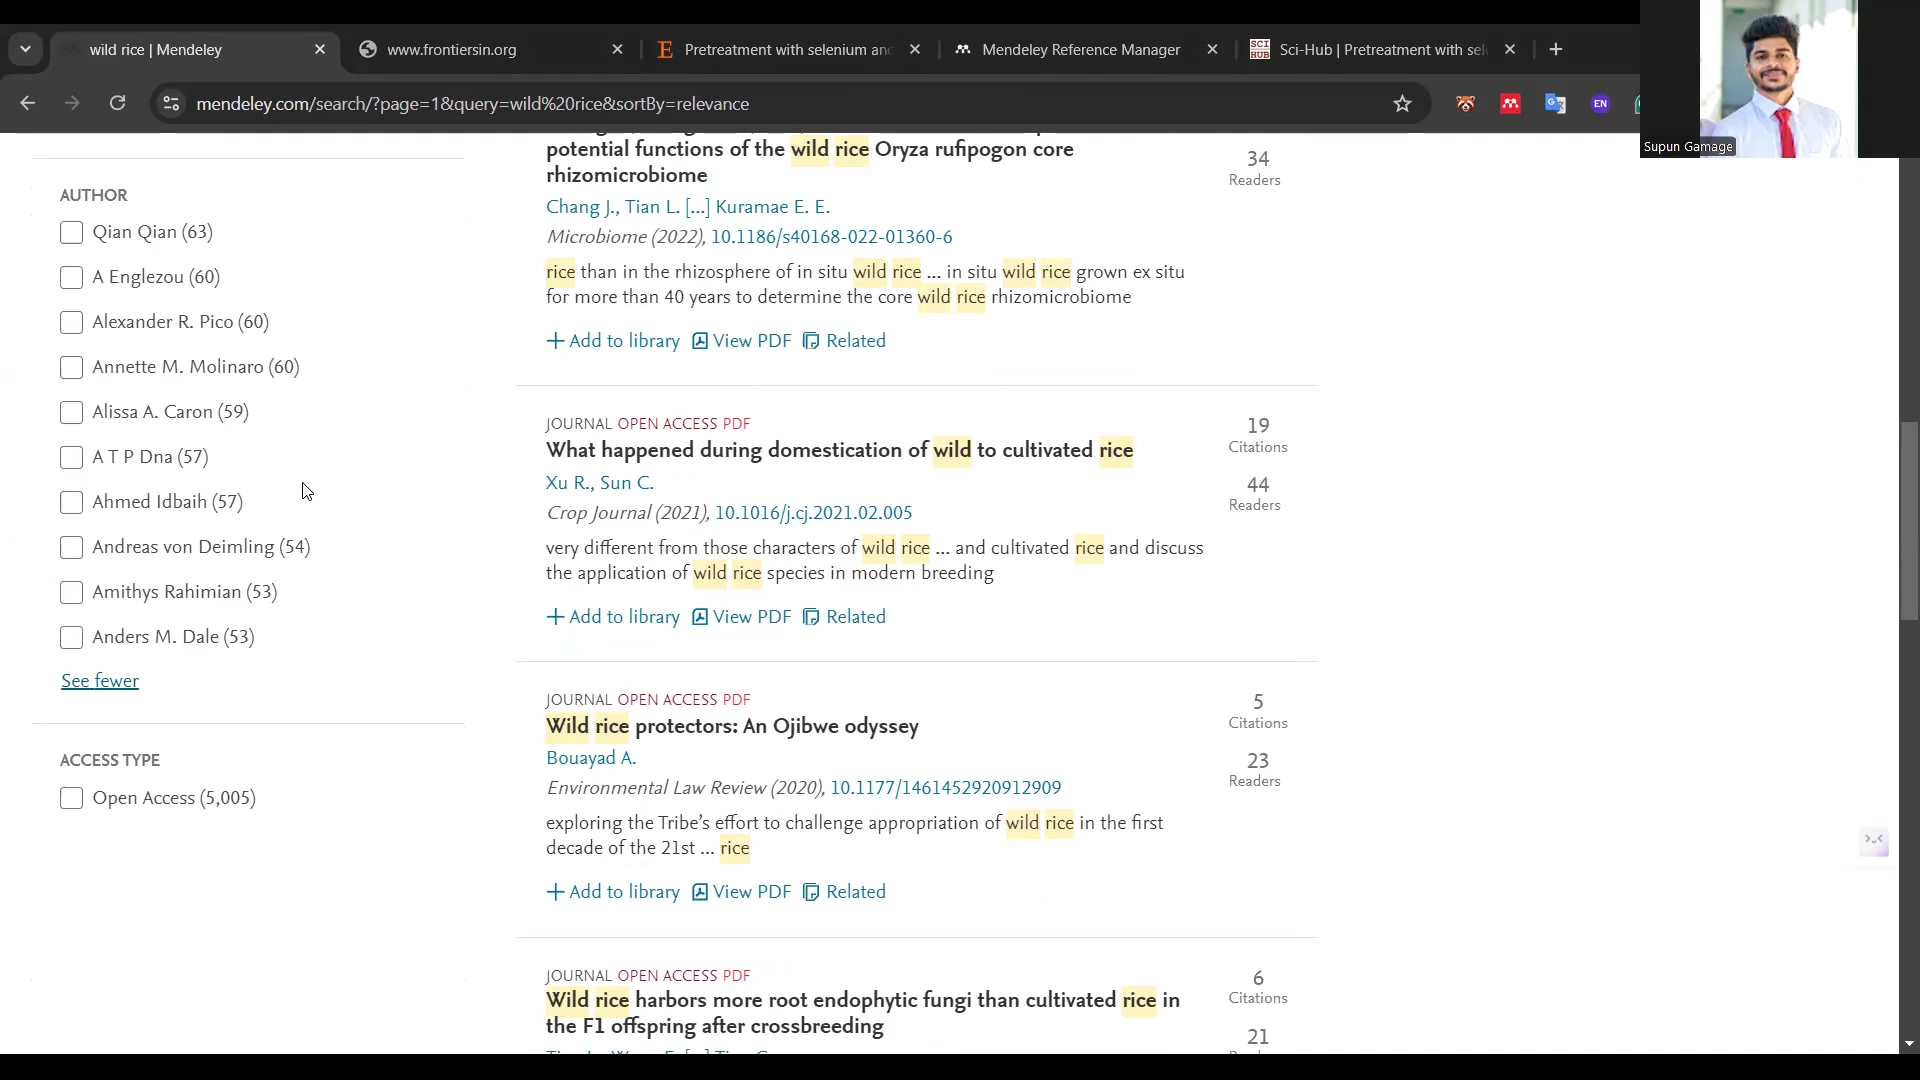 wild rice | Mendeley
www.frontiersin.org
Pretreatment with selenium and
Mendeley Reference Manager
Sci-Hub | Pretreatment with sel
mendeley.com/search/?page=1&query=wild%20rice&sortBy=relevance
EN
Supun Gamage
AUTHOR
Qian Qian (63)
A Englezou (60)
Alexander R. Pico (60)
Annette M. Molinaro (60)
Alissa A. Caron (59)
A T P Dna (57)
Ahmed Idbaih (57)
Andreas von Deimling (54)
Amithys Rahimian (53)
Anders M. Dale (53)
See fewer
ACCESS TYPE
Open Access (5,005)
potential functions of the wild rice Oryza rufipogon core
rhizomicrobiome
34
Readers
Chang J., Tian L. [...] Kuramae E. E.
Microbiome (2022), 10.1186/s40168-022-01360-6
rice than in the rhizosphere of in situ wild rice ... in situ wild rice grown ex situ
for more than 40 years to determine the core wild rice rhizomicrobiome
Add to library View PDF Related
JOURNAL OPEN ACCESS PDF
What happened during domestication of wild to cultivated rice
19
Citations
44
Readers
Xu R., Sun C.
Crop Journal (2021), 10.1016/j.cj.2021.02.005
very different from those characters of wild rice ... and cultivated rice and discuss
the application of wild rice species in modern breeding
Add to library View PDF Related
JOURNAL OPEN ACCESS PDF
Wild rice protectors: An Ojibwe odyssey
5
Citations
23
Readers
Bouayad A.
Environmental Law Review (2020), 10.1177/1461452920912909
exploring the Tribe's effort to challenge appropriation of wild rice in the first
decade of the 21st ... rice
Add to library View PDF Related
JOURNAL OPEN ACCESS PDF
Wild rice harbors more root endophytic fungi than cultivated rice in
the F1 offspring after crossbreeding
6
Citations
21